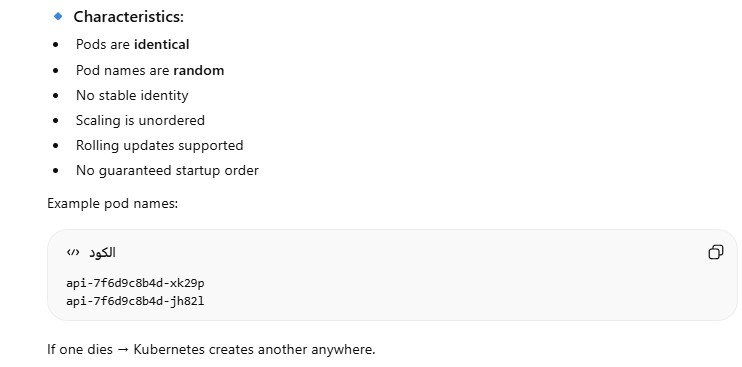 Characteristics:
Pods are identical
Pod names are random
No stable identity
Scaling is unordered
Rolling updates supported
No guaranteed startup order
Example pod names:
الكود
api-7f6d9c8b4d-xk29p
api-7f6d9c8b4d-jh82l
If one dies → Kubernetes creates another anywhere.